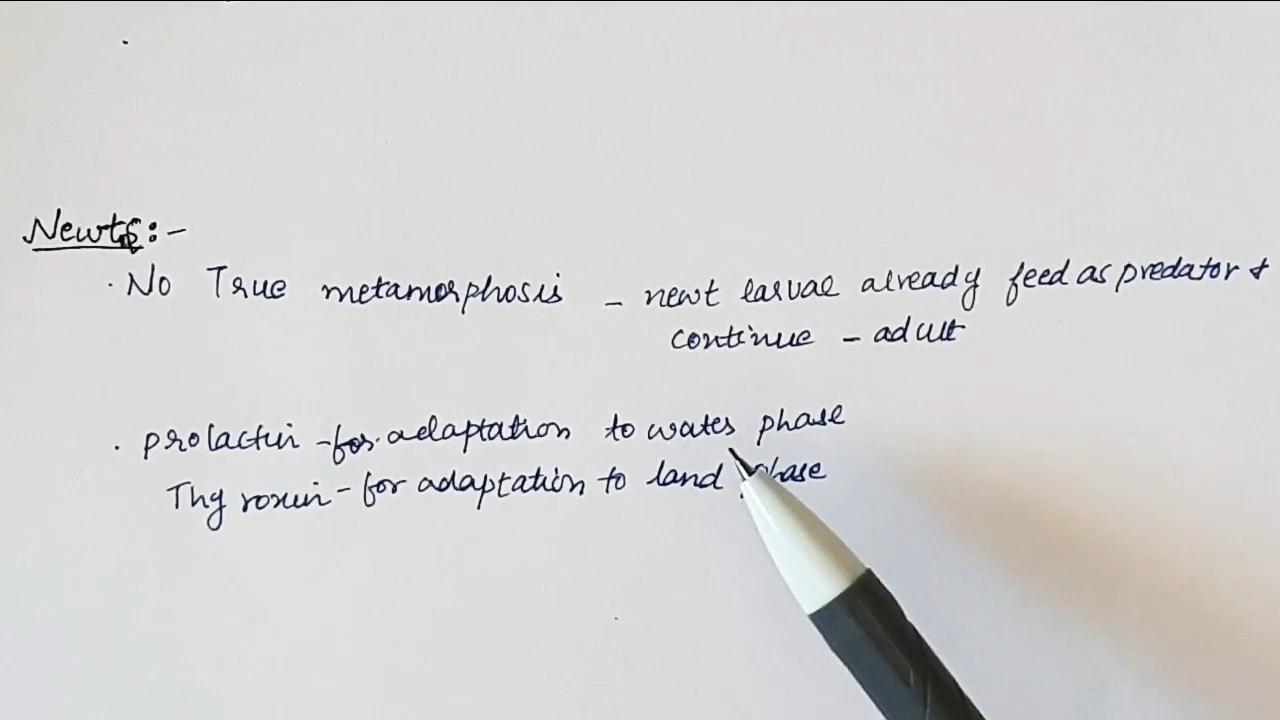 Newts:-
· No True metamorphosis - newt larvae already feed as predator &
continue - adult
· prolactin - for adaptation to water phase
Thyroxin - for adaptation to land phase